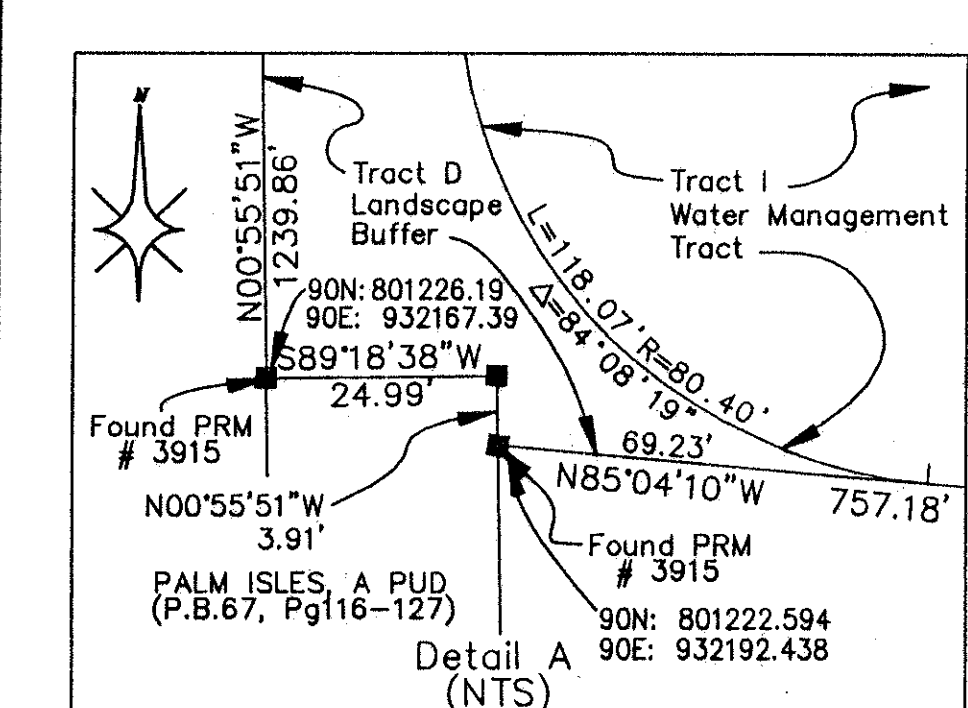 N
N00°55'51"W
1239.86'
Tract D
Landscape
Buffer
Tract I
Water Management
Tract
L=118.07' R=80.40'
Δ=84°08'19"
90N: 801226.19
90E: 932167.39
S89°18'38"W
24.99'
Found PRM
# 3915
69.23'
N85°04'10"W
757.18'
N00°55'51"W
3.91'
Found PRM
# 3915
PALM ISLES, A PUD
(P.B.67, Pg116-127)
90N: 801222.594
90E: 932192.438
Detail A
(NTS)